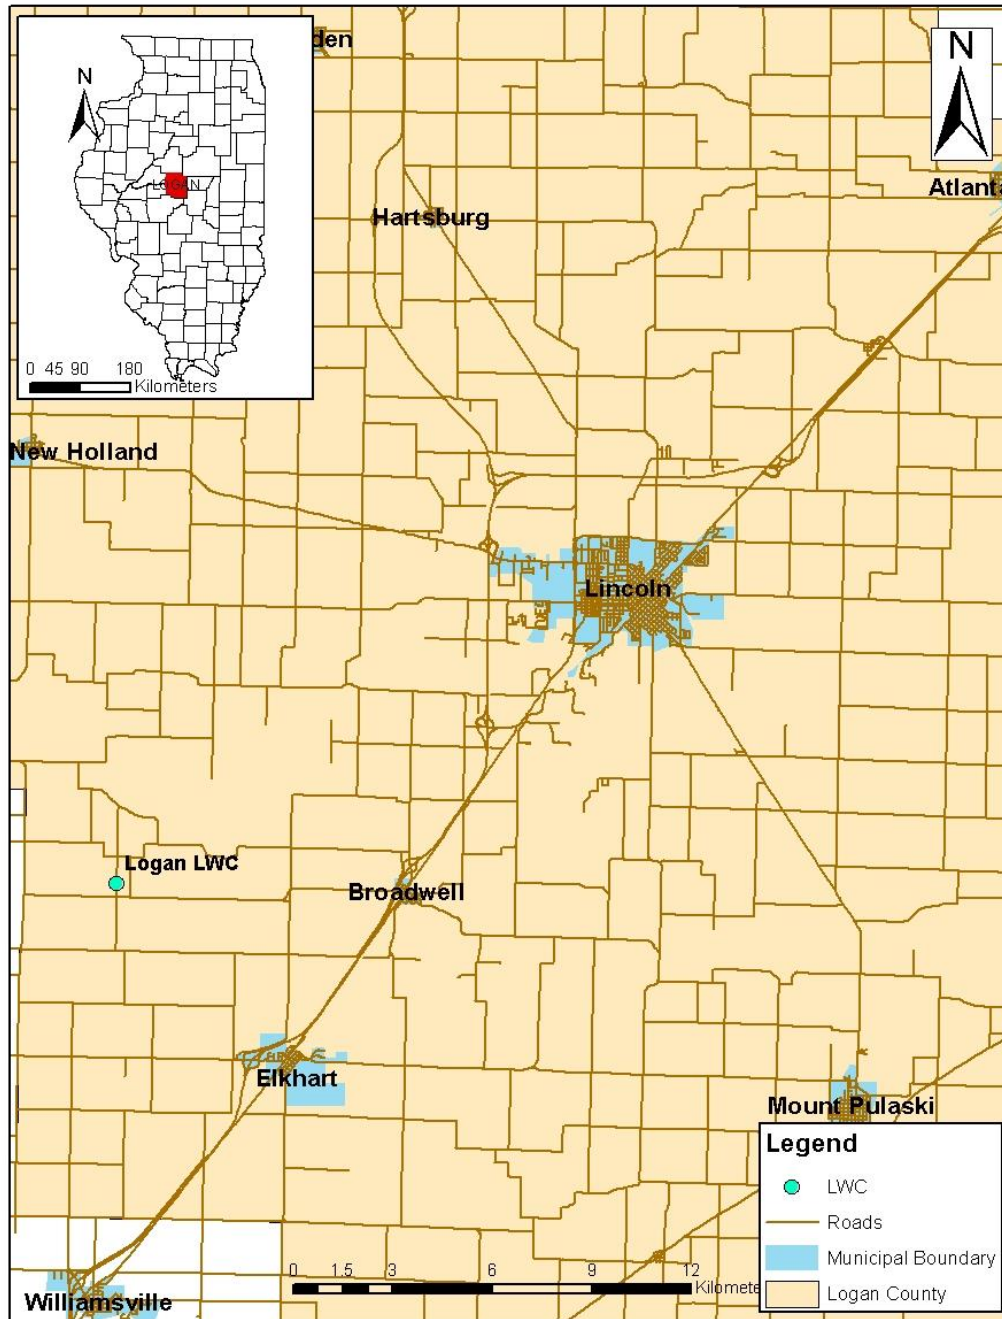 N
LOGAN
0 45 90 180
Kilometers
den
N
Atlanta
Hartsburg
New Holland
Lincoln
Logan LWC
Broadwell
Elkhart
Mount Pulaski
Williamsville
0 1.5 3 6 9 12
Kilometer
Legend
LWC
Roads
Municipal Boundary
Logan County